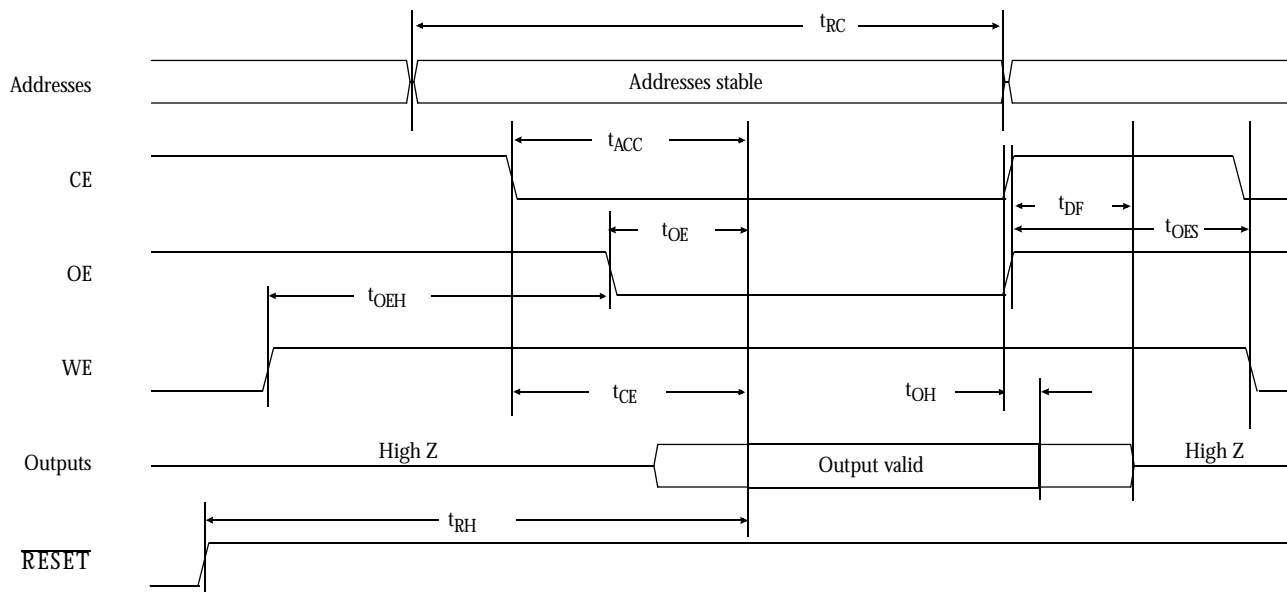 tRC
Addresses
Addresses stable
tACC
CE
tDF
tOE
tOES
OE
tOEH
WE
tCE
tOH
High Z
High Z
Outputs
Output valid
tRH
RESET